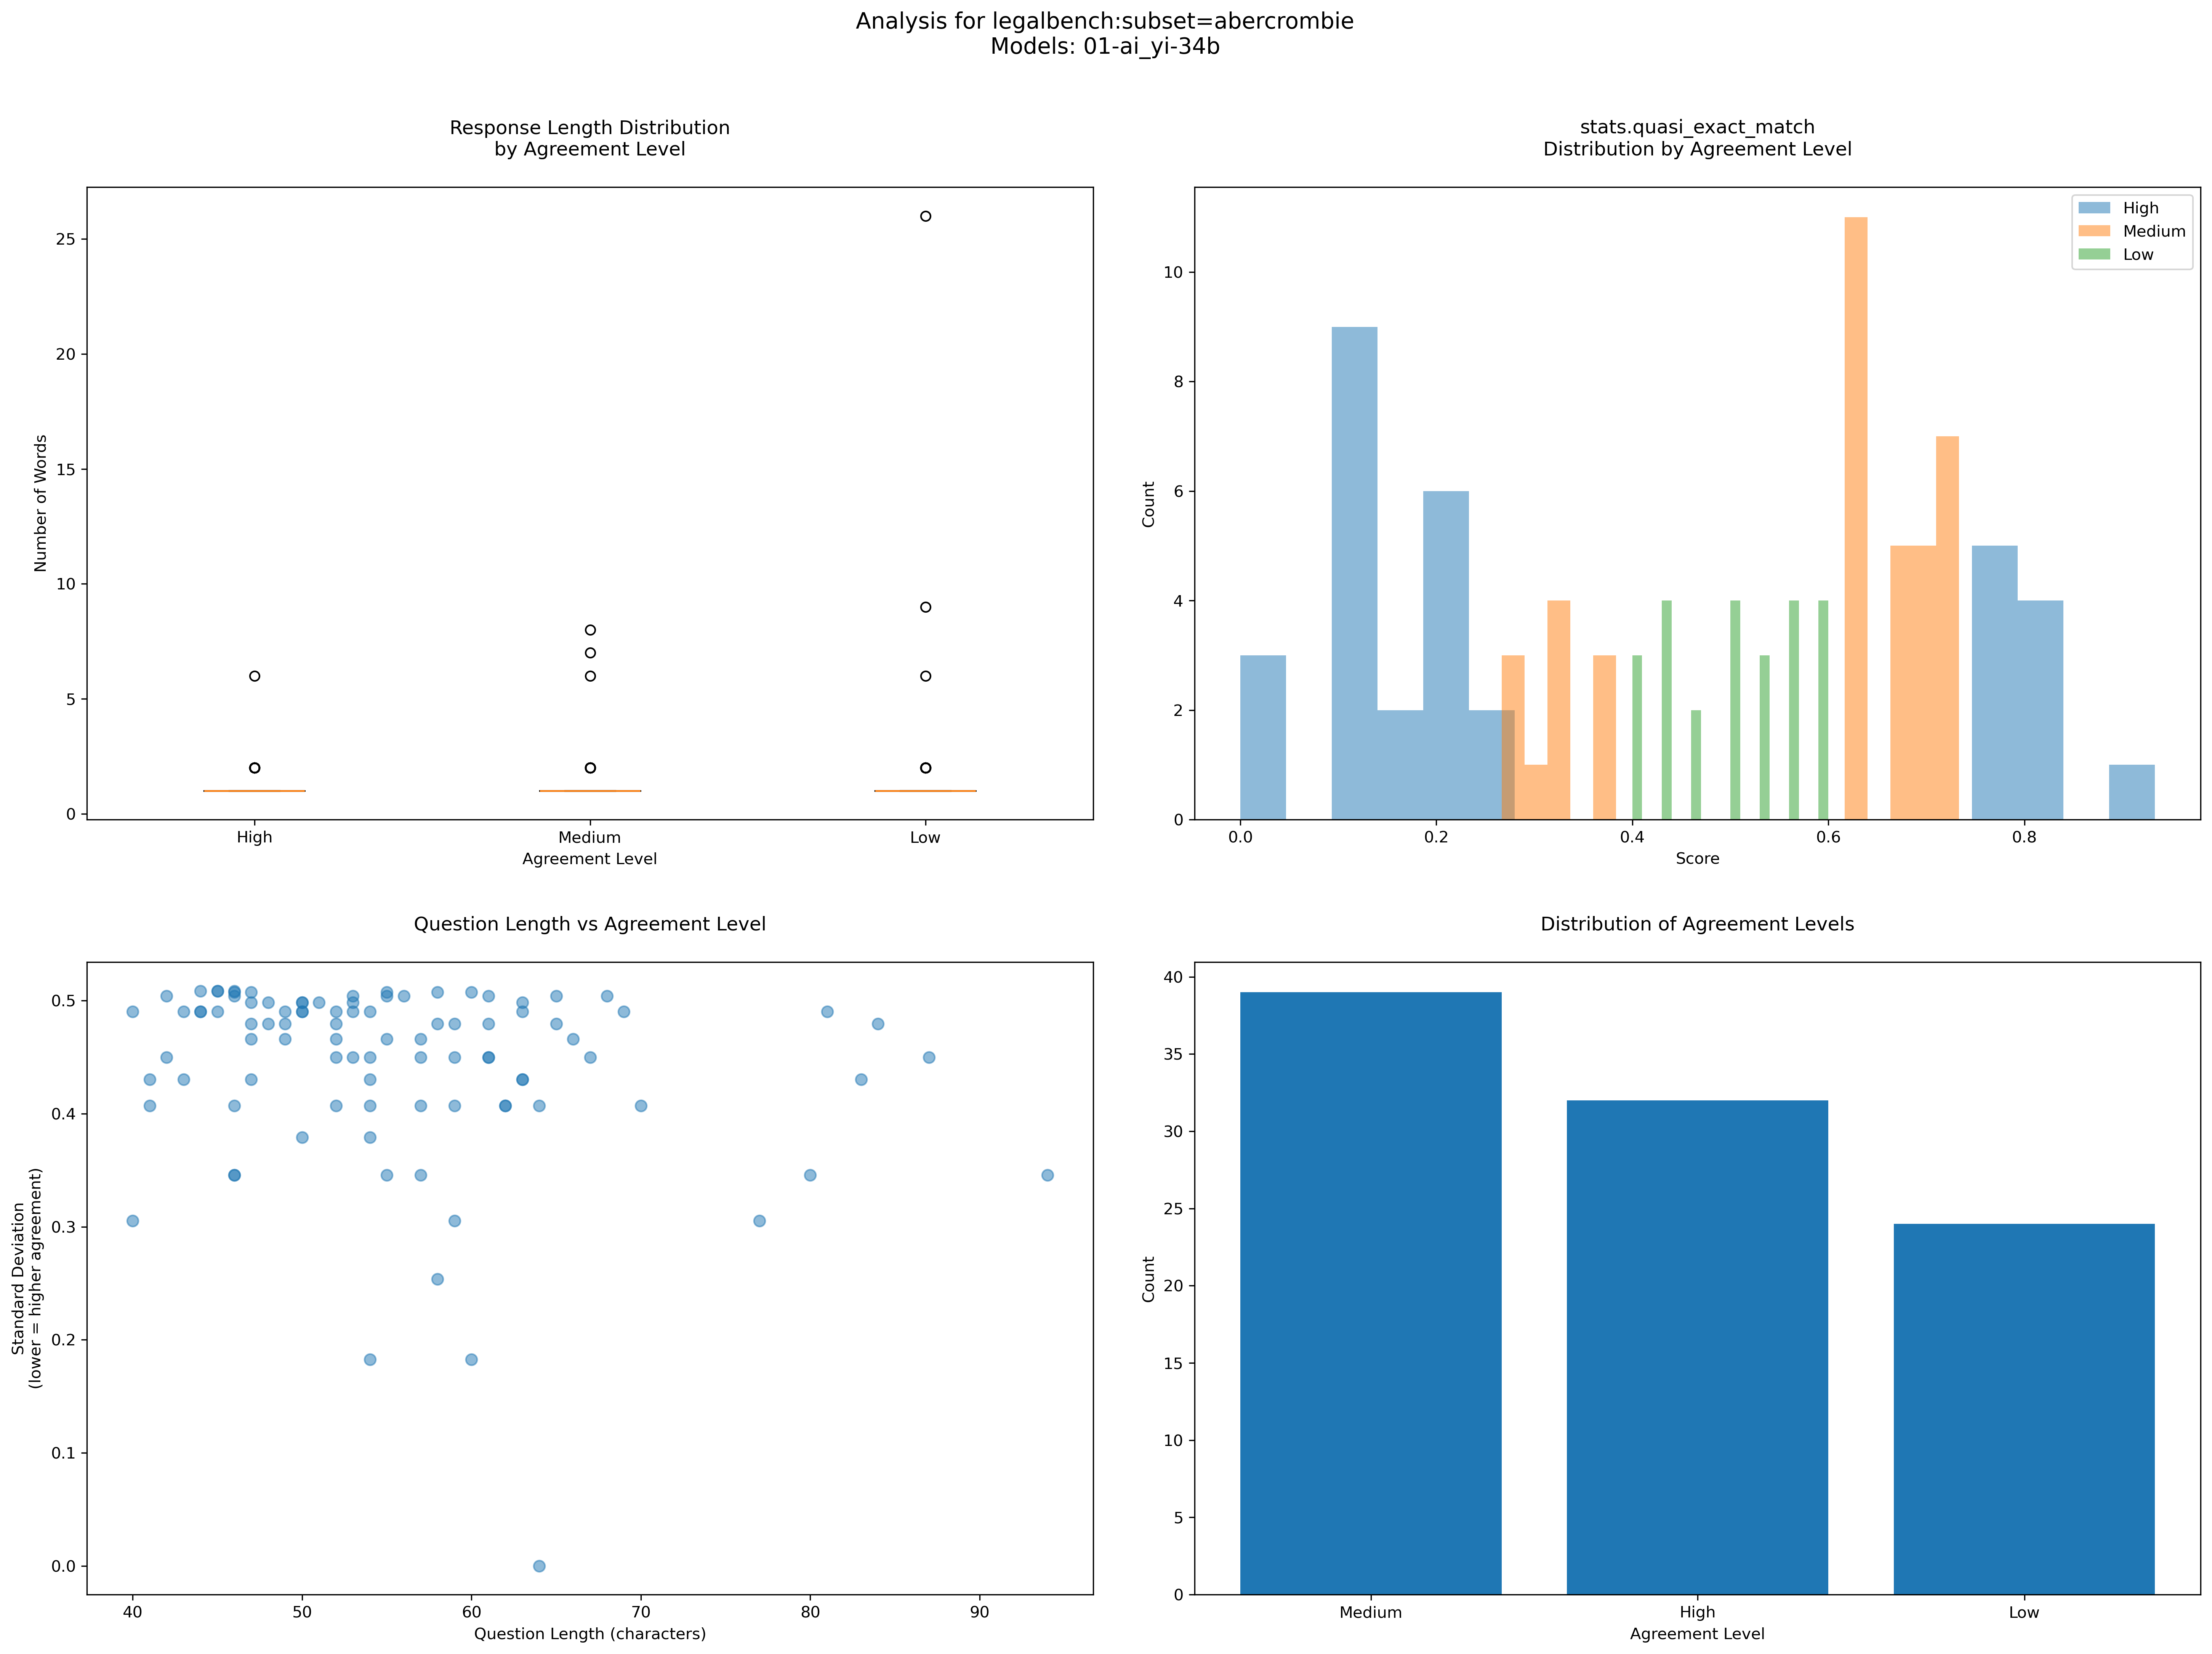 Analysis for legalbench:subset=abercrombie
Models: 01-ai_yi-34b
Response Length Distribution
by Agreement Level
Number of Words
25
20
15
10
5
0
High
Medium
Low
Agreement Level
stats.quasi_exact_match
Distribution by Agreement Level
Count
10
8
6
4
2
0
0.0
0.2
0.4
0.6
0.8
Score
High
Medium
Low
Question Length vs Agreement Level
Standard Deviation
(lower = higher agreement)
0.5
0.4
0.3
0.2
0.1
0.0
40
50
60
70
80
90
Question Length (characters)
Distribution of Agreement Levels
Count
40
35
30
25
20
15
10
5
0
Medium
High
Low
Agreement Level